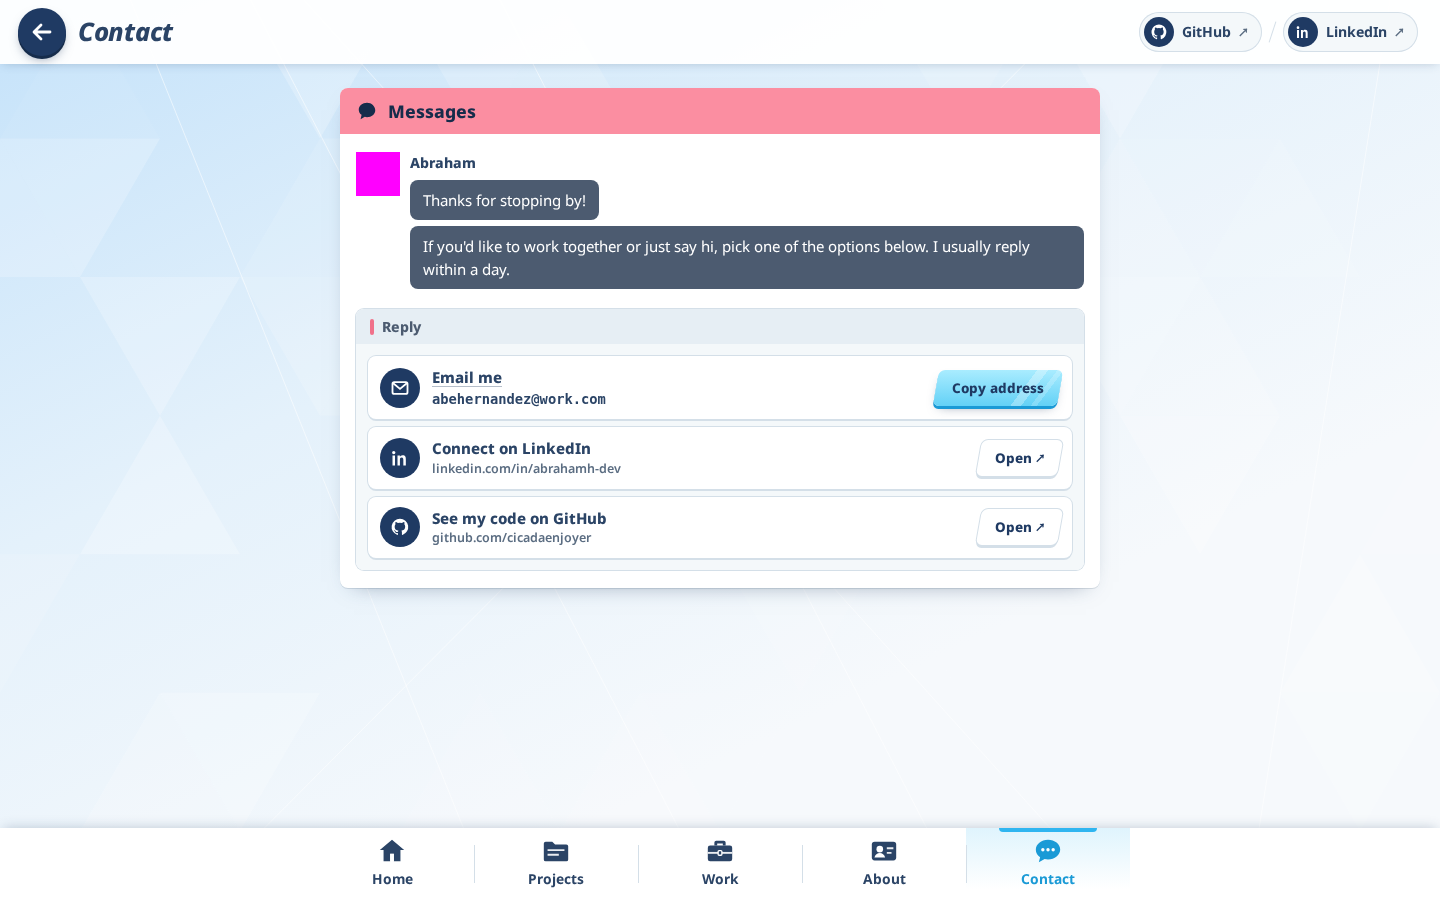 Contact
GitHub ↗
LinkedIn ↗
Messages
Abraham
Thanks for stopping by!
If you'd like to work together or just say hi, pick one of the options below. I usually reply
within a day.
Reply
Email me
abehernandez@work.com
Copy address
Connect on LinkedIn
linkedin.com/in/abrahamh-dev
Open ↗
See my code on GitHub
github.com/cicadaenjoyer
Open ↗
Home
Projects
Work
About
Contact